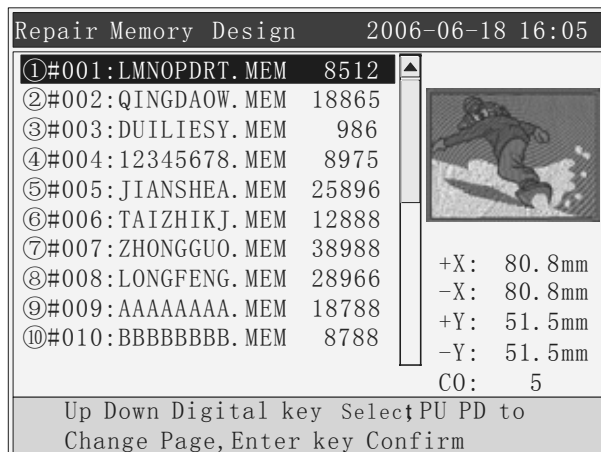 Repair Memory Design 2006-06-18 16:05
①#001:LMNOPDRT.MEM 8512
②#002:QINGDAOW.MEM 18865
③#003:DUILIESY.MEM 986
④#004:12345678.MEM 8975
⑤#005:JIANSHEA.MEM 25896
⑥#006:TAIZHIKJ.MEM 12888
⑦#007:ZHONGGUO.MEM 38988
⑧#008:LONGFENG.MEM 28966
⑨#009:AAAAAAAA.MEM 18788
⑩#010:BBBBBBBB.MEM 8788
+X: 80.8mm
-X: 80.8mm
+Y: 51.5mm
-Y: 51.5mm
CO: 5
Up Down Digital key Select,PU PD to
Change Page,Enter key Confirm